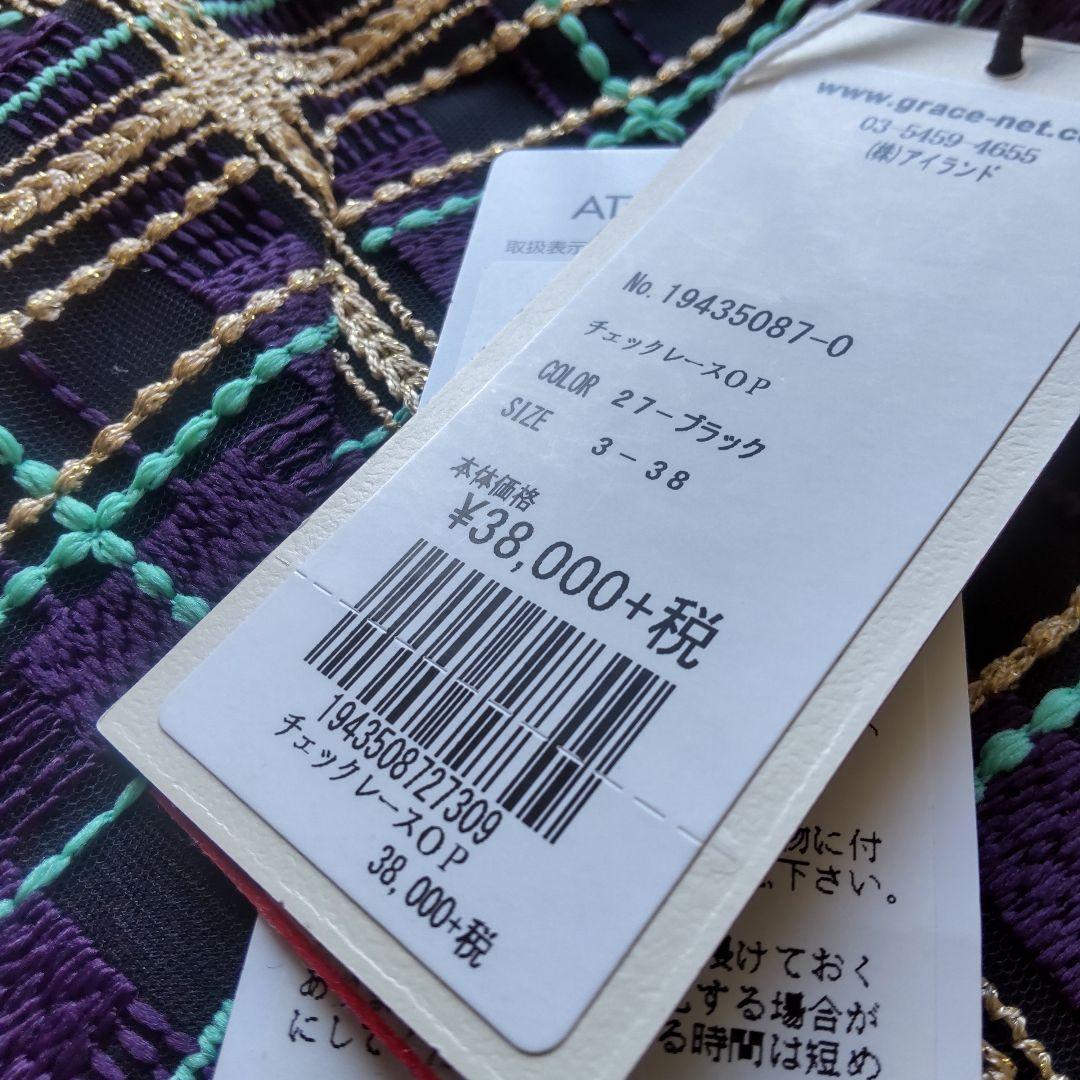 www.grace-net.c
03-5459-4655
(株)アイランド
No. 19435087-0
チェックレースOP
COLOR 27-ブラック
SIZE 3-38
本体価格
¥38,000+税
1943508727309
チェックレースOP
38,000+税
AT
取扱表示
物に付
下さい。
けておく
する場合が
にして
る時間は短め